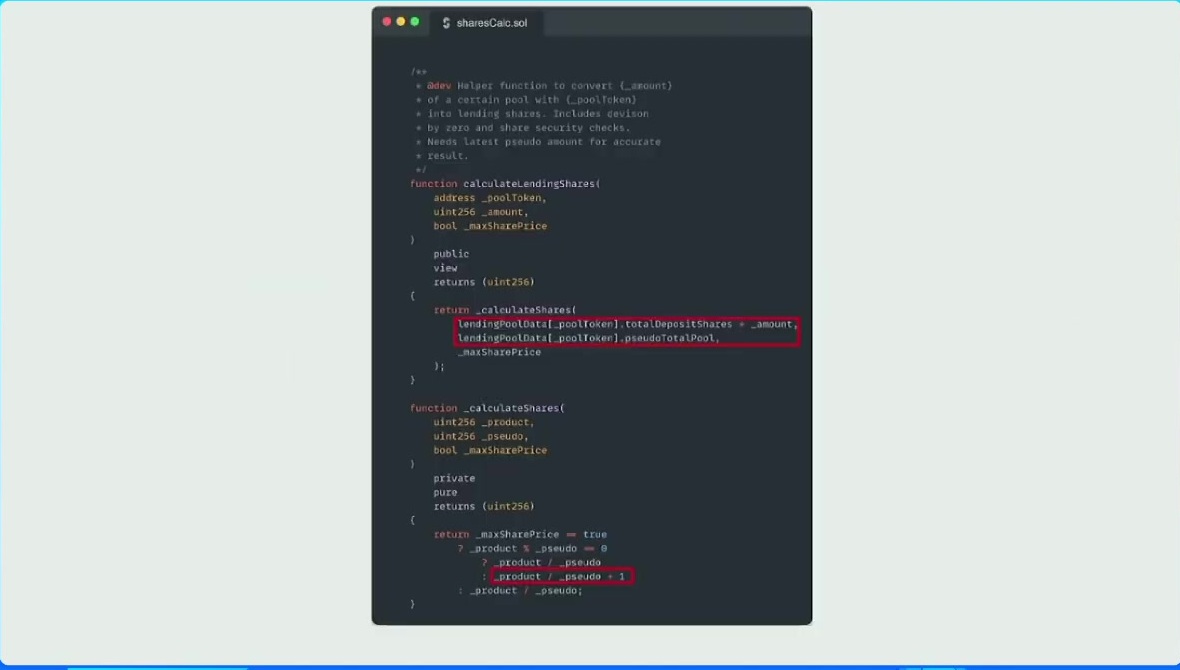 sharesCalc.sol
/**
* @dev Helper function to convert {_amount}
* of a certain pool with {_poolToken}
* into lending shares. Includes devison
* by zero and share security checks.
* Needs latest pseudo amount for accurate
* result.
*/
function calculateLendingShares(
address _poolToken,
uint256 _amount,
bool _maxSharePrice
)
public
view
returns (uint256)
{
return _calculateShares(
lendingPoolData[_poolToken].totalDepositShares * _amount,
lendingPoolData[_poolToken].pseudoTotalPool,
_maxSharePrice
);
}
function _calculateShares(
uint256 _product,
uint256 _pseudo,
bool _maxSharePrice
)
private
pure
returns (uint256)
{
return _maxSharePrice == true
? _product % _pseudo == 0
? _product / _pseudo
: _product / _pseudo + 1
: _product / _pseudo;
}